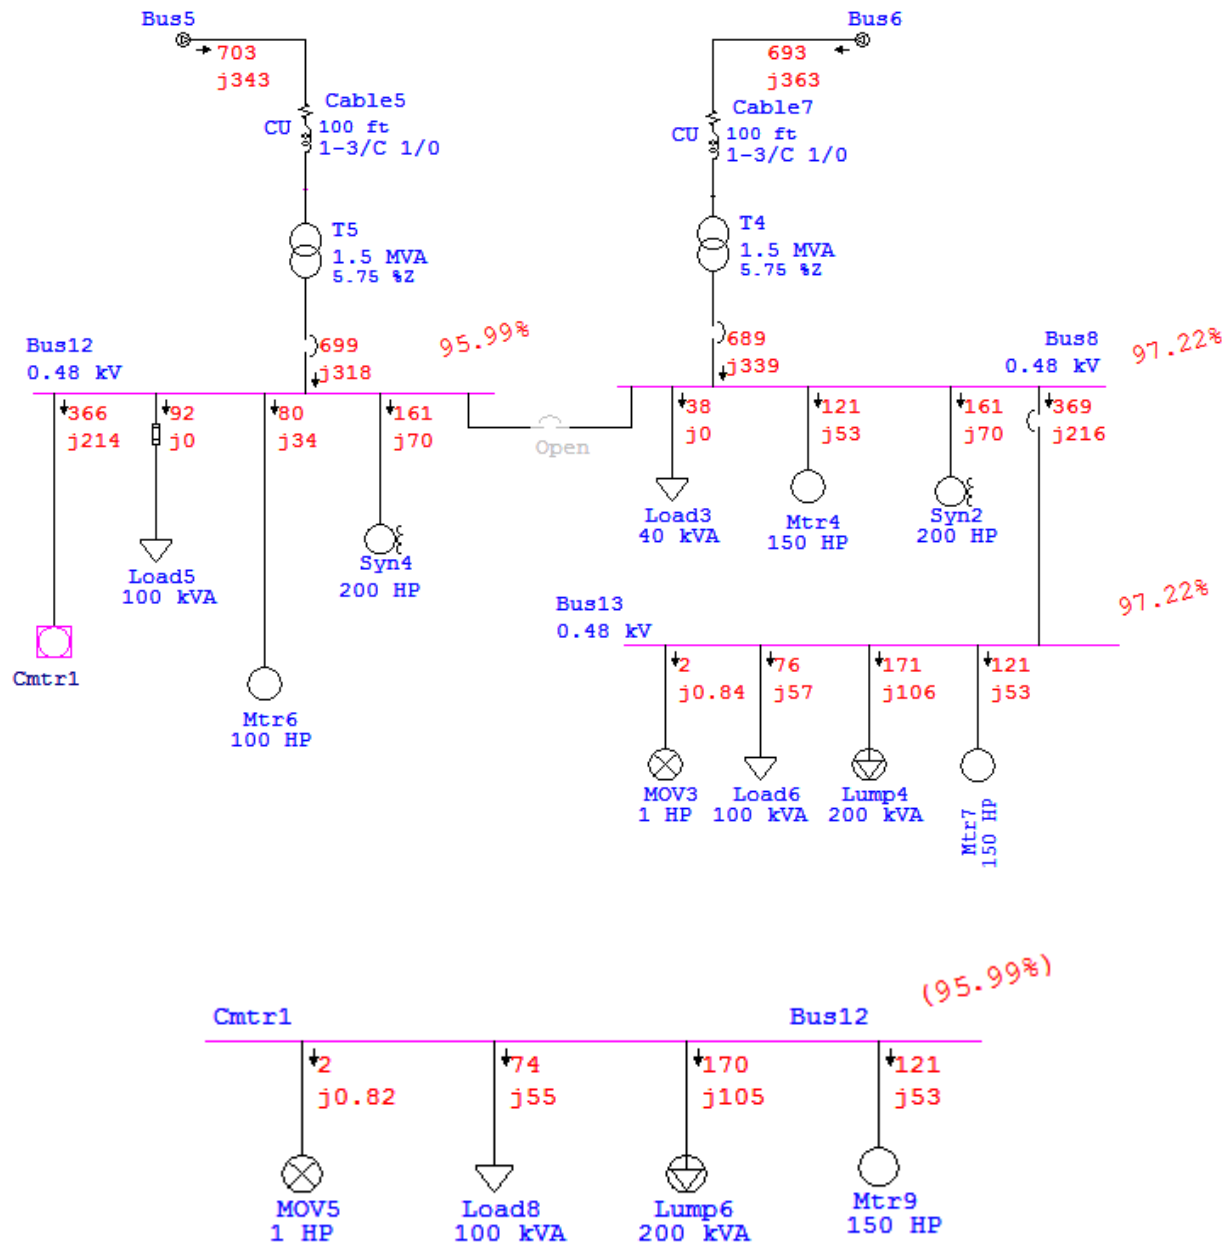 Bus5
703
j343
Cable5
CU
100 ft
1-3/C 1/0
T5
1.5 MVA
5.75 %Z
699
j318
95.99%
Bus12
0.48 kV
366
j214
92
j0
80
j34
161
j70
Open
Load5
100 kVA
Syn4
200 HP
Cmtr1
Mtr6
100 HP
Bus6
693
j363
Cable7
CU
100 ft
1-3/C 1/0
T4
1.5 MVA
5.75 %Z
689
j339
Bus8
0.48 kV
97.22%
38
j0
121
j53
161
j70
369
j216
Load3
40 kVA
Mtr4
150 HP
Syn2
200 HP
Bus13
0.48 kV
97.22%
2
j0.84
76
j57
171
j106
121
j53
MOV3
1 HP
Load6
100 kVA
Lump4
200 kVA
Mtr7
150 HP
Cmtr1
Bus12
(95.99%)
2
j0.82
74
j55
170
j105
121
j53
MOV5
1 HP
Load8
100 kVA
Lump6
200 kVA
Mtr9
150 HP